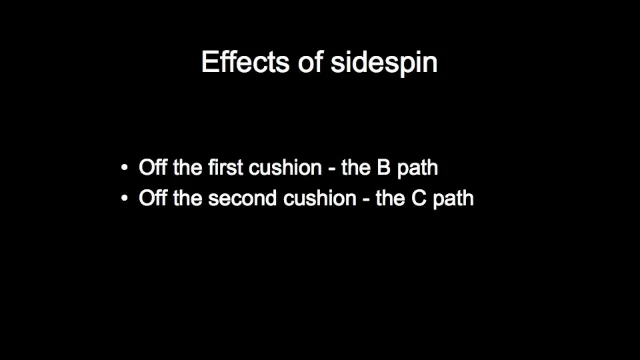 Effects of sidespin
• Off the first cushion - the B path
• Off the second cushion - the C path